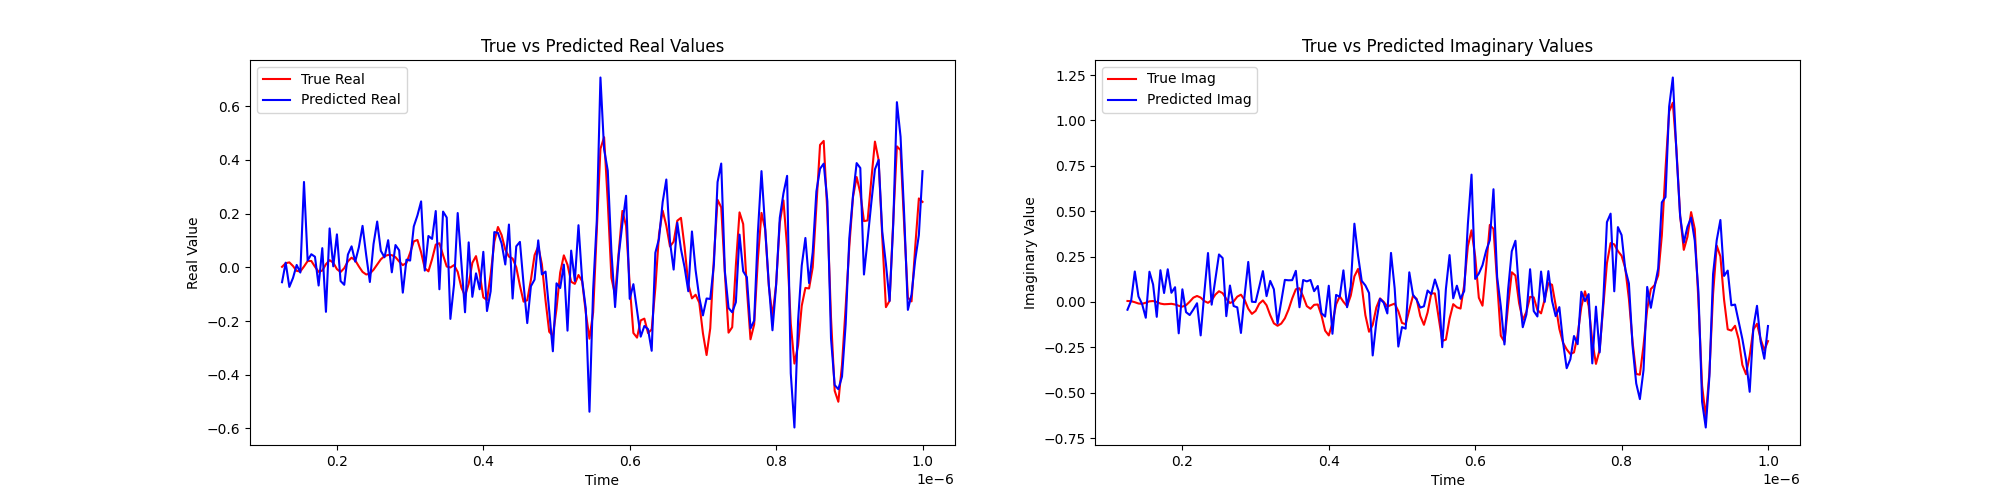 True vs Predicted Real Values
True Real
Predicted Real
Real Value
0.6
0.4
0.2
0.0
−0.2
−0.4
−0.6
0.2 0.4 0.6 0.8 1.0
1e−6
Time
True vs Predicted Imaginary Values
True Imag
Predicted Imag
Imaginary Value
1.25
1.00
0.75
0.50
0.25
0.00
−0.25
−0.50
−0.75
0.2 0.4 0.6 0.8 1.0
1e−6
Time